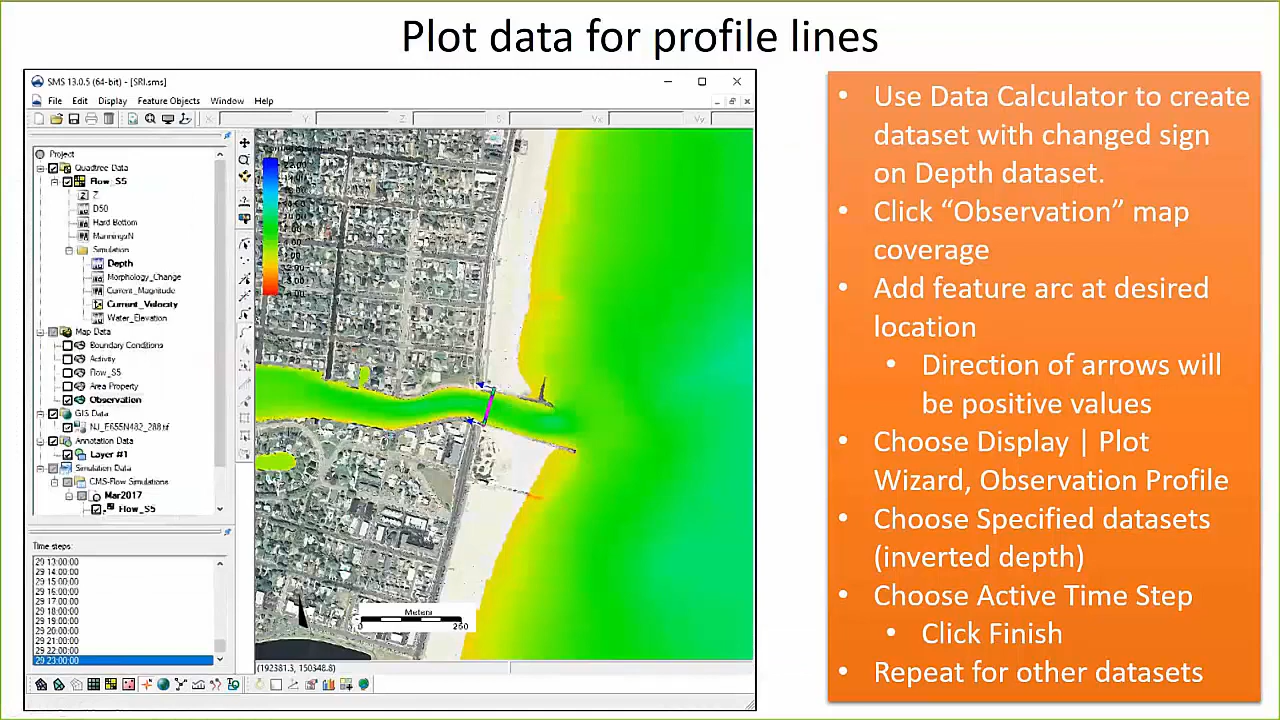 Plot data for profile lines
SMS 13.0.5 (64-bit) - [SRI.sms]
File Edit Display Feature Objects Window Help
X Y Z S Vx Vy
Project
Quadtree Data
Flow_S5
Z
D50
Hard Bottom
ManningsN
Simulation
Depth
Morphology_Change
Current_Magnitude
Current_Velocity
Water_Elevation
Map Data
Boundary Conditions
Activity
Flow_S5
Area Property
Observation
GIS Data
NJ_E655N482_288.tif
Annotation Data
Layer #1
Simulation Data
CMS-Flow Simulations
Mar2017
Flow_S5
Time steps:
29 13:00:00
29 14:00:00
29 15:00:00
29 16:00:00
29 17:00:00
29 18:00:00
29 19:00:00
29 20:00:00
29 21:00:00
29 22:00:00
29 23:00:00
Meters
0 250
(192381.3, 150348.8)
• Use Data Calculator to create
dataset with changed sign
on Depth dataset.
• Click “Observation” map
coverage
• Add feature arc at desired
location
• Direction of arrows will
be positive values
• Choose Display | Plot
Wizard, Observation Profile
• Choose Specified datasets
(inverted depth)
• Choose Active Time Step
• Click Finish
• Repeat for other datasets